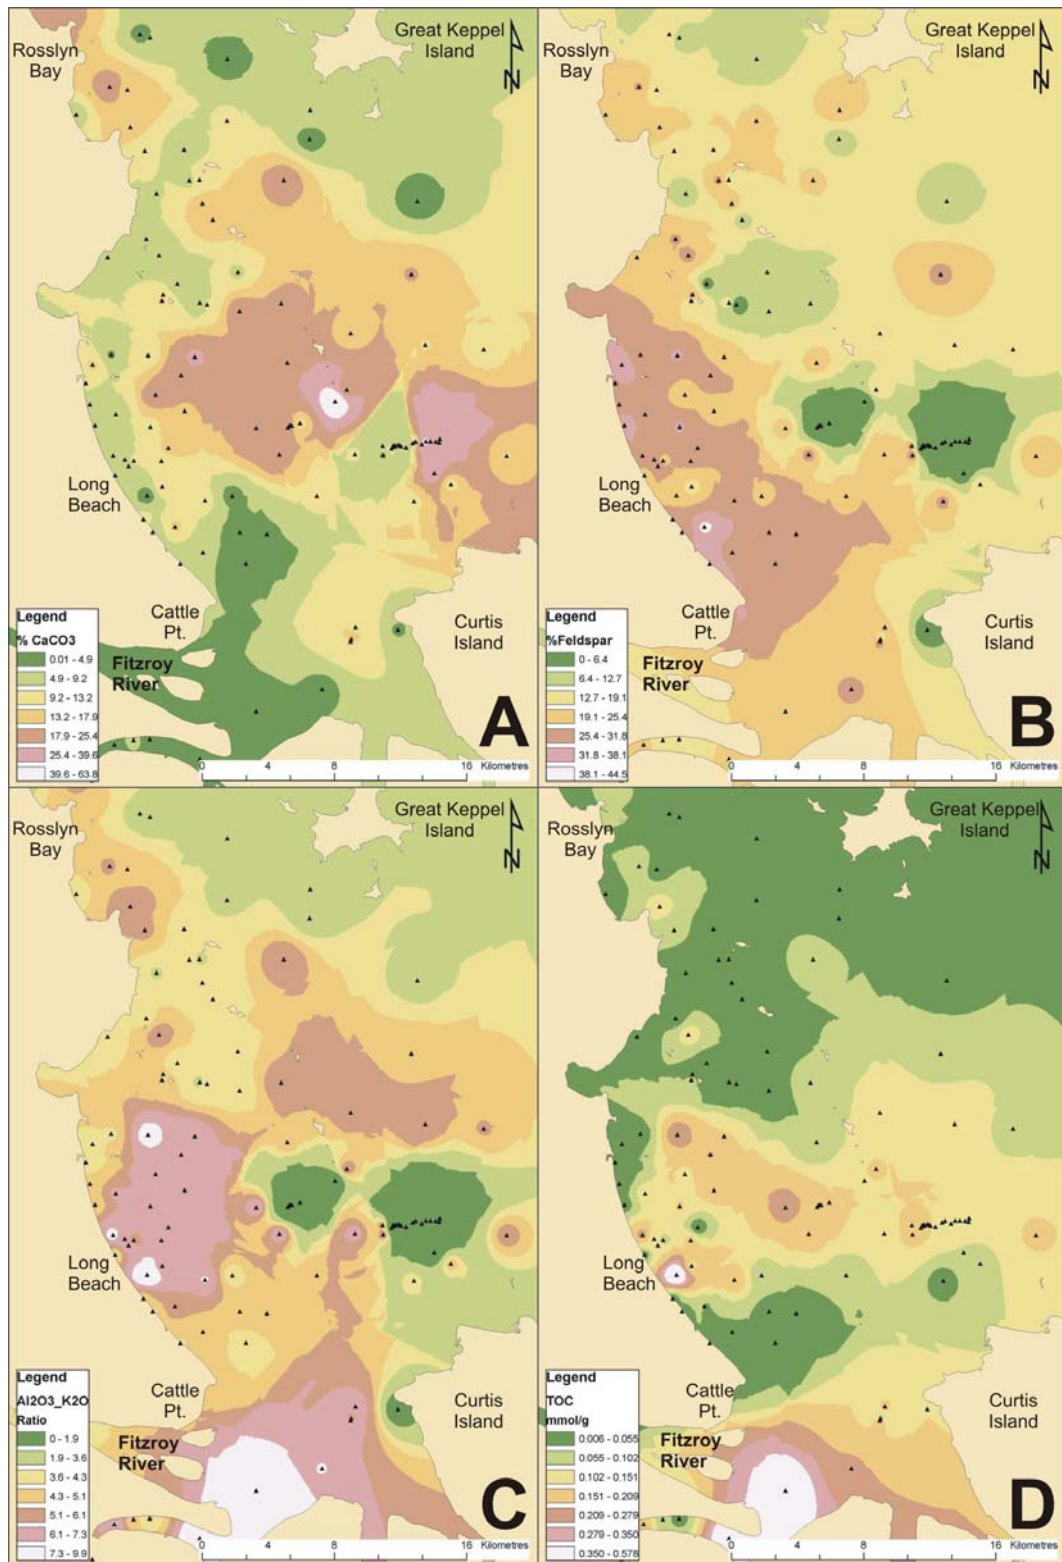 Rosslyn
Bay
Great Keppel
Island
N
Long
Beach
Cattle
Pt.
Fitzroy
River
Curtis
Island
Legend
% CaCO3
0.01 - 4.9
4.9 - 9.2
9.2 - 13.2
13.2 - 17.9
17.9 - 25.4
25.4 - 39.6
39.6 - 63.8
0 4 8 16 Kilometres
A
Rosslyn
Bay
Great Keppel
Island
N
Long
Beach
Cattle
Pt.
Fitzroy
River
Curtis
Island
Legend
%Feldspar
0 - 6.4
6.4 - 12.7
12.7 - 19.1
19.1 - 25.4
25.4 - 31.8
31.8 - 38.1
38.1 - 44.5
0 4 8 16 Kilometres
B
Rosslyn
Bay
Great Keppel
Island
N
Long
Beach
Cattle
Pt.
Fitzroy
River
Curtis
Island
Legend
Al2O3_K2O
Ratio
0 - 1.9
1.9 - 3.6
3.6 - 4.3
4.3 - 5.1
5.1 - 6.1
6.1 - 7.3
7.3 - 9.9
0 4 8 16 Kilometres
C
Rosslyn
Bay
Great Keppel
Island
N
Long
Beach
Cattle
Pt.
Fitzroy
River
Curtis
Island
Legend
TOC
mmol/g
0.006 - 0.055
0.055 - 0.102
0.102 - 0.151
0.151 - 0.209
0.209 - 0.279
0.279 - 0.350
0.350 - 0.578
0 4 8 16 Kilometres
D